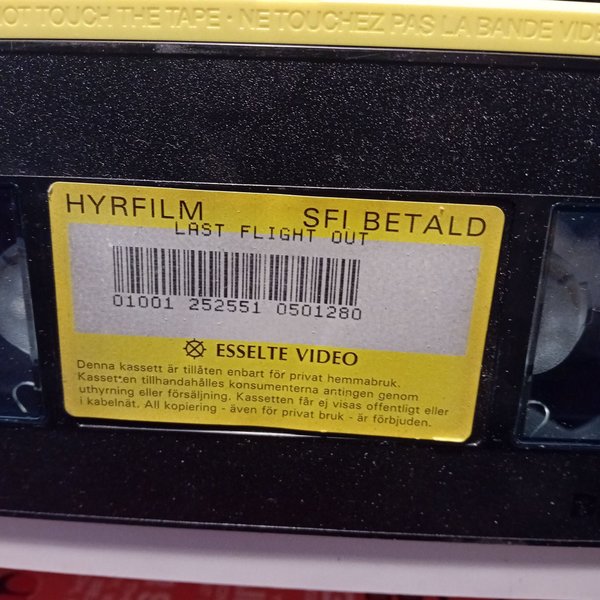 OT TOUCH THE TAPE • NE TOUCHEZ PAS LA BANDE VIDE
HYRFILM SFI BETALD
LAST FLIGHT OUT
01001 252551 0501280
ESSELTE VIDEO
Denna kassett är tillåten enbart för privat hemmabruk.
Kassetten tillhandahålles konsumenterna antingen genom
uthyrning eller försäljning. Kassetten får ej visas offentligt eller
i kabelnät. All kopiering - även för privat bruk - är förbjuden.